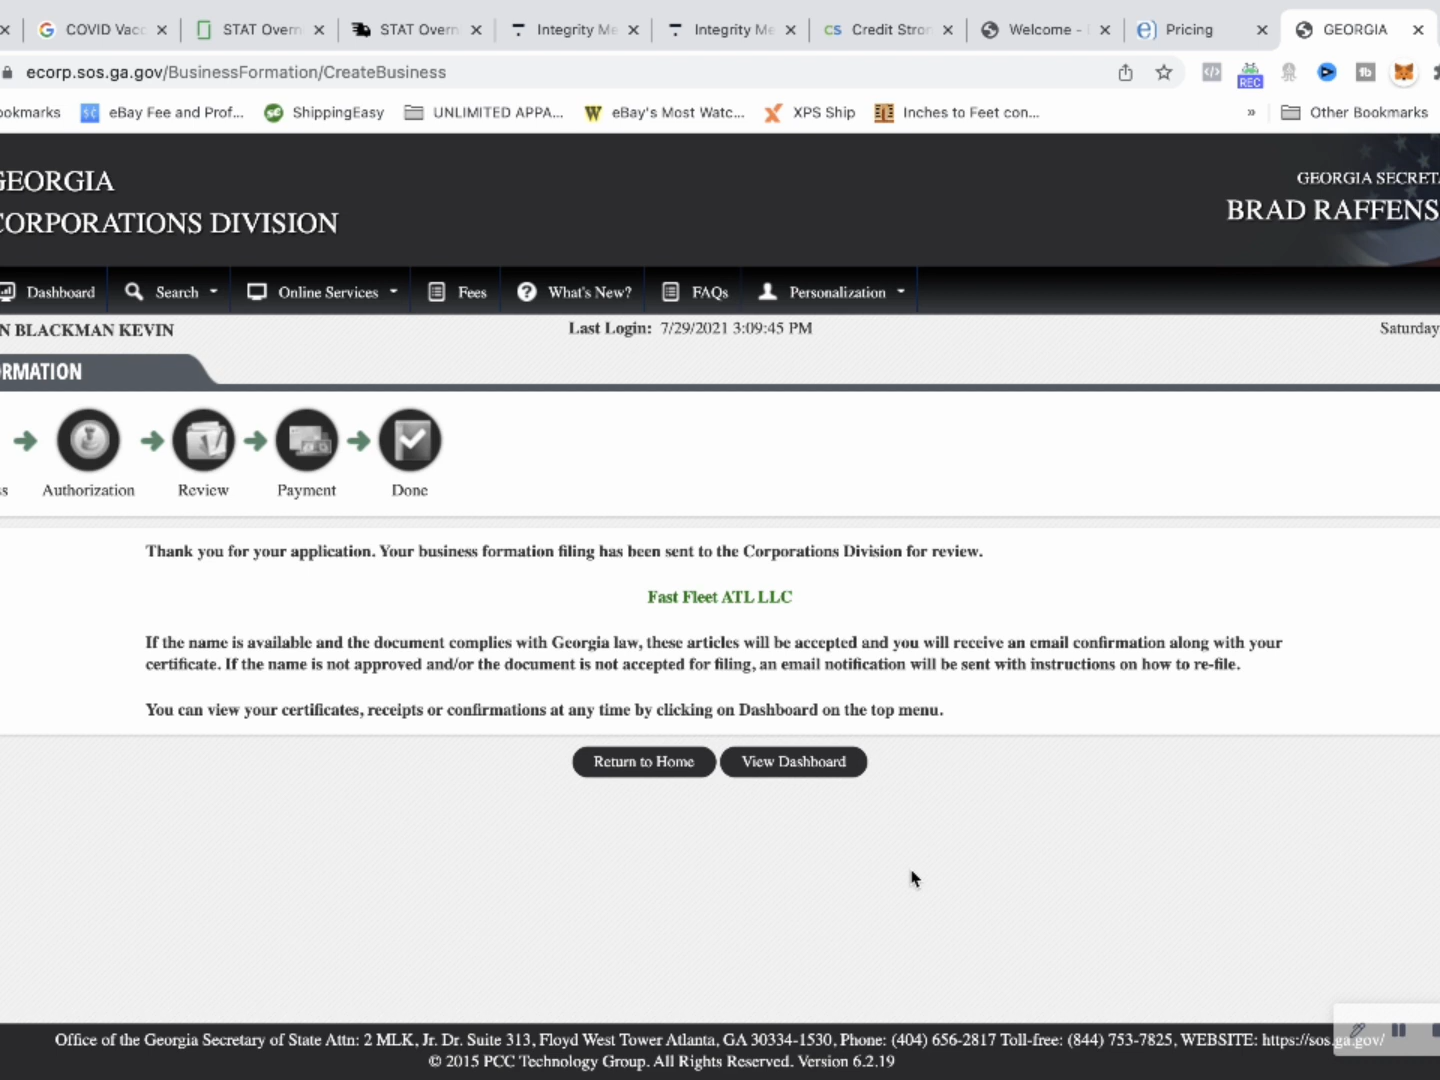 COVID Vacc
STAT Overn
STAT Overn
Integrity Me
Integrity Me
CS Credit Stron
Welcome -
Pricing
GEORGIA
ecorp.sos.ga.gov/BusinessFormation/CreateBusiness
REC
ookmarks
eBay Fee and Prof...
ShippingEasy
UNLIMITED APPA...
eBay's Most Watc...
XPS Ship
Inches to Feet con...
»
Other Bookmarks
GEORGIA
CORPORATIONS DIVISION
GEORGIA SECRETA
BRAD RAFFENS
Dashboard
Search
Online Services
Fees
What's New?
FAQs
Personalization
N BLACKMAN KEVIN
Last Login: 7/29/2021 3:09:45 PM
Saturday
RMATION
s
Authorization
Review
Payment
Done
Thank you for your application. Your business formation filing has been sent to the Corporations Division for review.
Fast Fleet ATL LLC
If the name is available and the document complies with Georgia law, these articles will be accepted and you will receive an email confirmation along with your
certificate. If the name is not approved and/or the document is not accepted for filing, an email notification will be sent with instructions on how to re-file.
You can view your certificates, receipts or confirmations at any time by clicking on Dashboard on the top menu.
Return to Home
View Dashboard
Office of the Georgia Secretary of State Attn: 2 MLK, Jr. Dr. Suite 313, Floyd West Tower Atlanta, GA 30334-1530, Phone: (404) 656-2817 Toll-free: (844) 753-7825, WEBSITE: https://sos.ga.gov/
© 2015 PCC Technology Group. All Rights Reserved. Version 6.2.19